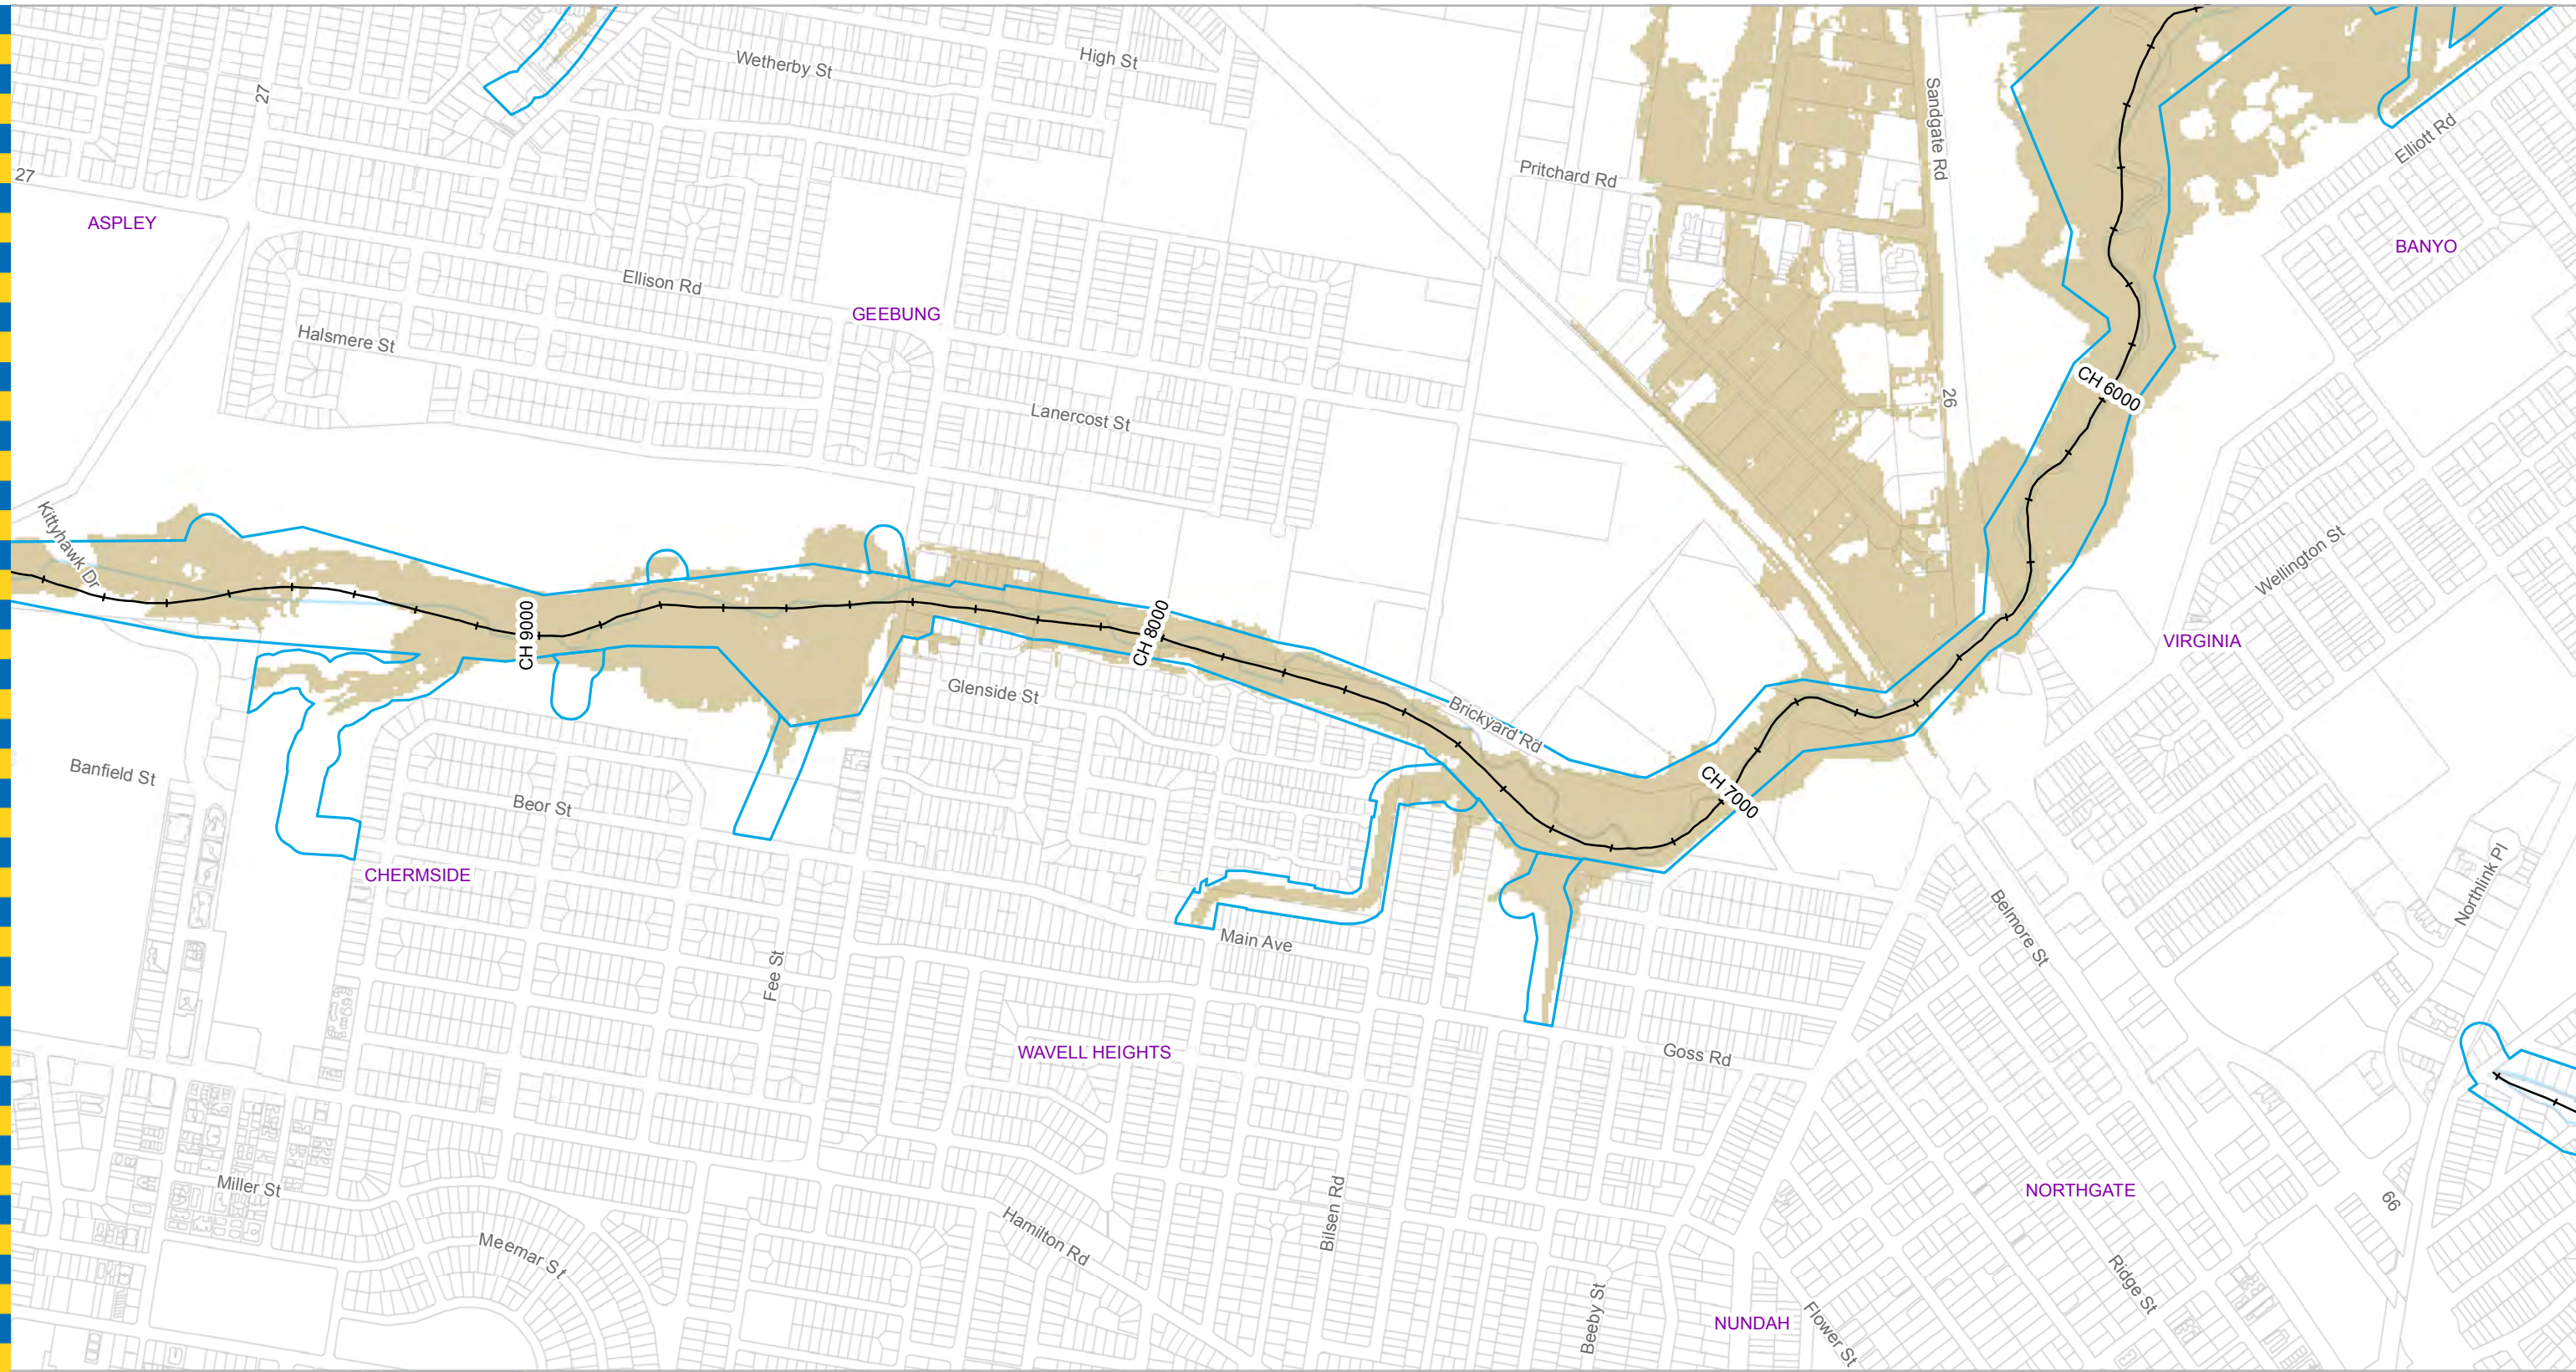 Wetherby St
High St
27
27
ASPLEY
Pritchard Rd
Sandgate Rd
Elliott Rd
BANYO
Ellison Rd
GEEBUNG
Halsmere St
Lanercost St
26
CH 6000
Kittyhawk Dr
CH 9000
CH 8000
Wellington St
VIRGINIA
Glenside St
Brickyard Rd
CH 7000
Banfield St
Beor St
CHERMSIDE
Main Ave
Fee St
Belmore St
Northlink Pl
WAVELL HEIGHTS
Goss Rd
Miller St
Meemar St
Hamilton Rd
Bilsen Rd
NORTHGATE
66
Ridge St
Beeby St
NUNDAH
Flower St